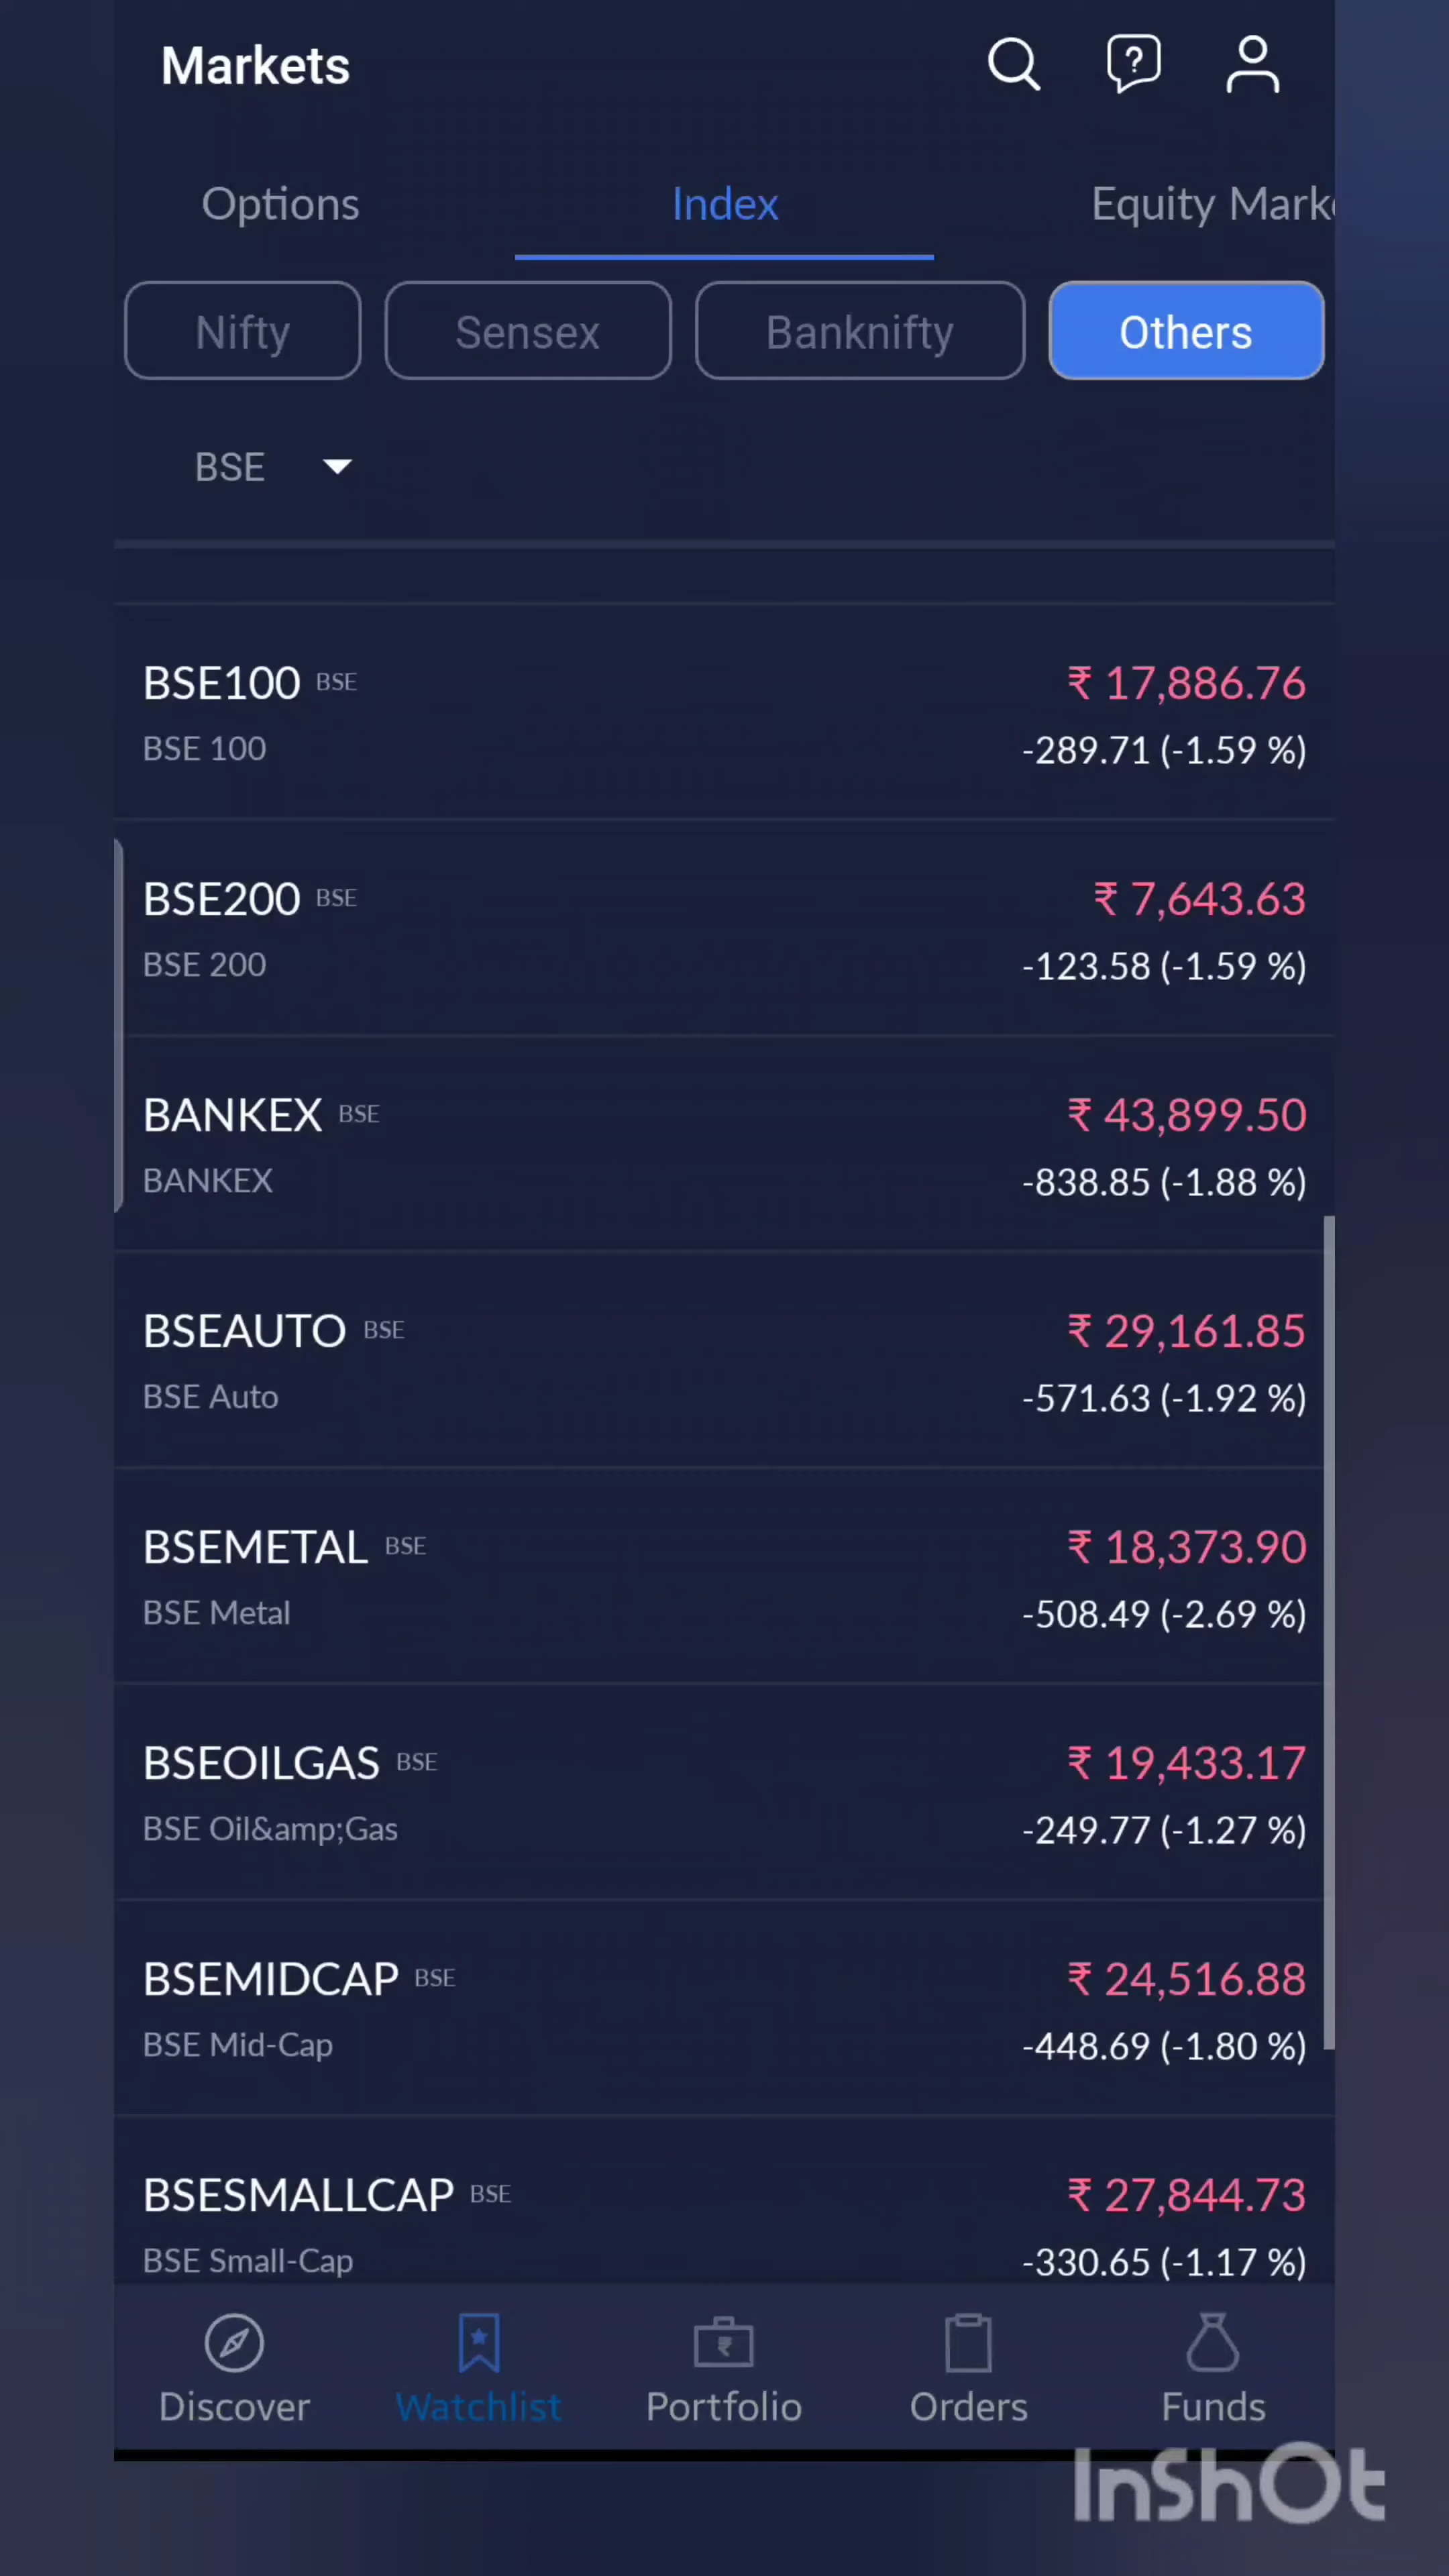 Markets
Options Index Equity Mark
Nifty Sensex Banknifty Others
BSE
BSE100 BSE ₹ 17,886.76
BSE 100 -289.71 (-1.59 %)
BSE200 BSE ₹ 7,643.63
BSE 200 -123.58 (-1.59 %)
BANKEX BSE ₹ 43,899.50
BANKEX -838.85 (-1.88 %)
BSEAUTO BSE ₹ 29,161.85
BSE Auto -571.63 (-1.92 %)
BSEMETAL BSE ₹ 18,373.90
BSE Metal -508.49 (-2.69 %)
BSEOILGAS BSE ₹ 19,433.17
BSE Oil&amp;Gas -249.77 (-1.27 %)
BSEMIDCAP BSE ₹ 24,516.88
BSE Mid-Cap -448.69 (-1.80 %)
BSESMALLCAP BSE ₹ 27,844.73
BSE Small-Cap -330.65 (-1.17 %)
Discover Watchlist Portfolio Orders Funds
InShOt